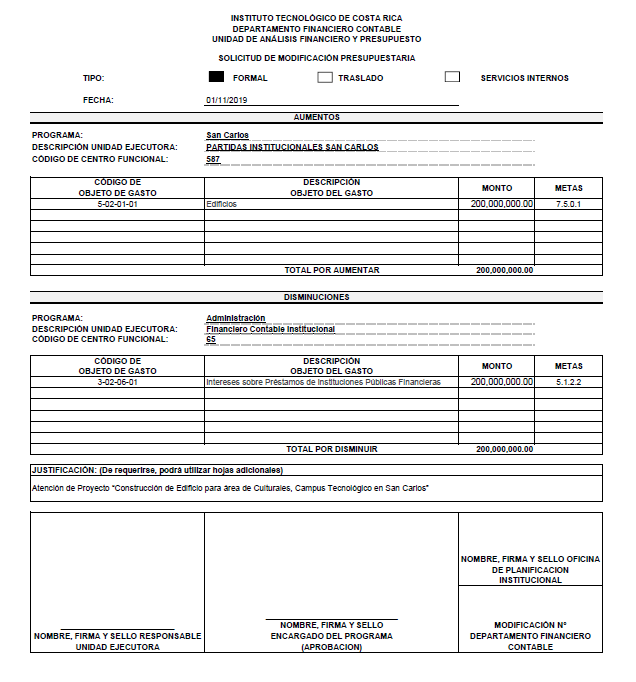 INSTITUTO TECNOLÓGICO DE COSTA RICA
DEPARTAMENTO FINANCIERO CONTABLE
UNIDAD DE ANÁLISIS FINANCIERO Y PRESUPUESTO
SOLICITUD DE MODIFICACIÓN PRESUPUESTARIA
TIPO: FORMAL TRASLADO SERVICIOS INTERNOS
FECHA: 01/11/2019
AUMENTOS
PROGRAMA: San Carlos
DESCRIPCIÓN UNIDAD EJECUTORA: PARTIDAS INSTITUCIONALES SAN CARLOS
CÓDIGO DE CENTRO FUNCIONAL: 587
CÓDIGO DE OBJETO DE GASTO DESCRIPCIÓN OBJETO DEL GASTO MONTO METAS
5-02-01-01 Edificios 200,000,000.00 7.5.0.1
TOTAL POR AUMENTAR 200,000,000.00
DISMINUCIONES
PROGRAMA: Administración
DESCRIPCIÓN UNIDAD EJECUTORA: Financiero Contable Institucional
CÓDIGO DE CENTRO FUNCIONAL: 65
CÓDIGO DE OBJETO DE GASTO DESCRIPCIÓN OBJETO DEL GASTO MONTO METAS
3-02-06-01 Intereses sobre Préstamos de Instituciones Públicas Financieras 200,000,000.00 5.1.2.2
TOTAL POR DISMINUIR 200,000,000.00
JUSTIFICACIÓN: (De requerirse, podrá utilizar hojas adicionales)
Atención de Proyecto "Construcción de Edificio para área de Culturales, Campus Tecnológico en San Carlos"
NOMBRE, FIRMA Y SELLO RESPONSABLE
UNIDAD EJECUTORA
NOMBRE, FIRMA Y SELLO
ENCARGADO DEL PROGRAMA
(APROBACION)
NOMBRE, FIRMA Y SELLO OFICINA
DE PLANIFICACION
INSTITUCIONAL
MODIFICACIÓN Nº
DEPARTAMENTO FINANCIERO
CONTABLE